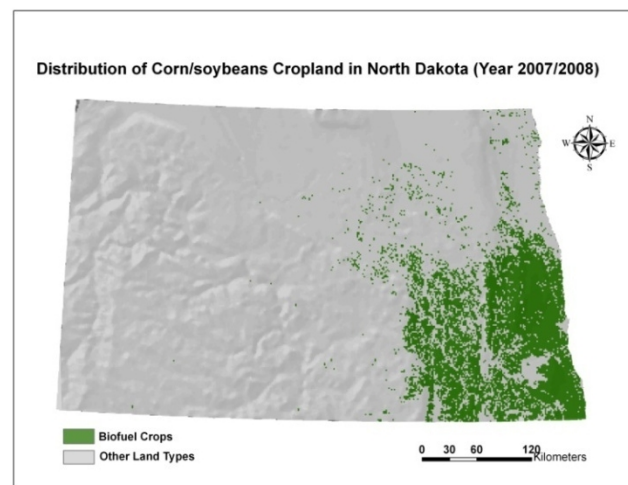 Distribution of Corn/soybeans Cropland in North Dakota (Year 2007/2008)
N
W E
S
Biofuel Crops
Other Land Types
0 30 60 120
Kilometers